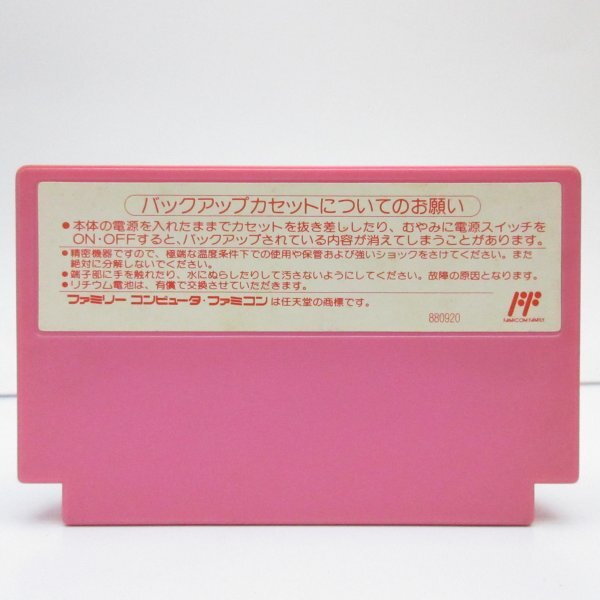 バックアップカセットについてのお願い
●本体の電源を入れたままでカセットを抜き差ししたり、むやみに電源スイッチを
ON・OFFすると、バックアップされている内容が消えてしまうことがあります。
●精密機器ですので、極端な温度条件下での使用や保管および強いショックをさけてください。また
絶対に分解しないでください。
●端子部に手を触れたり、水にぬらしたりして汚さないようにしてください。故障の原因となります。
●リチウム電池は、有償で交換させていただきます。
ファミリー コンピュータ・ファミコン は任天堂の商標です。
FAMICOM FAMILY
880920